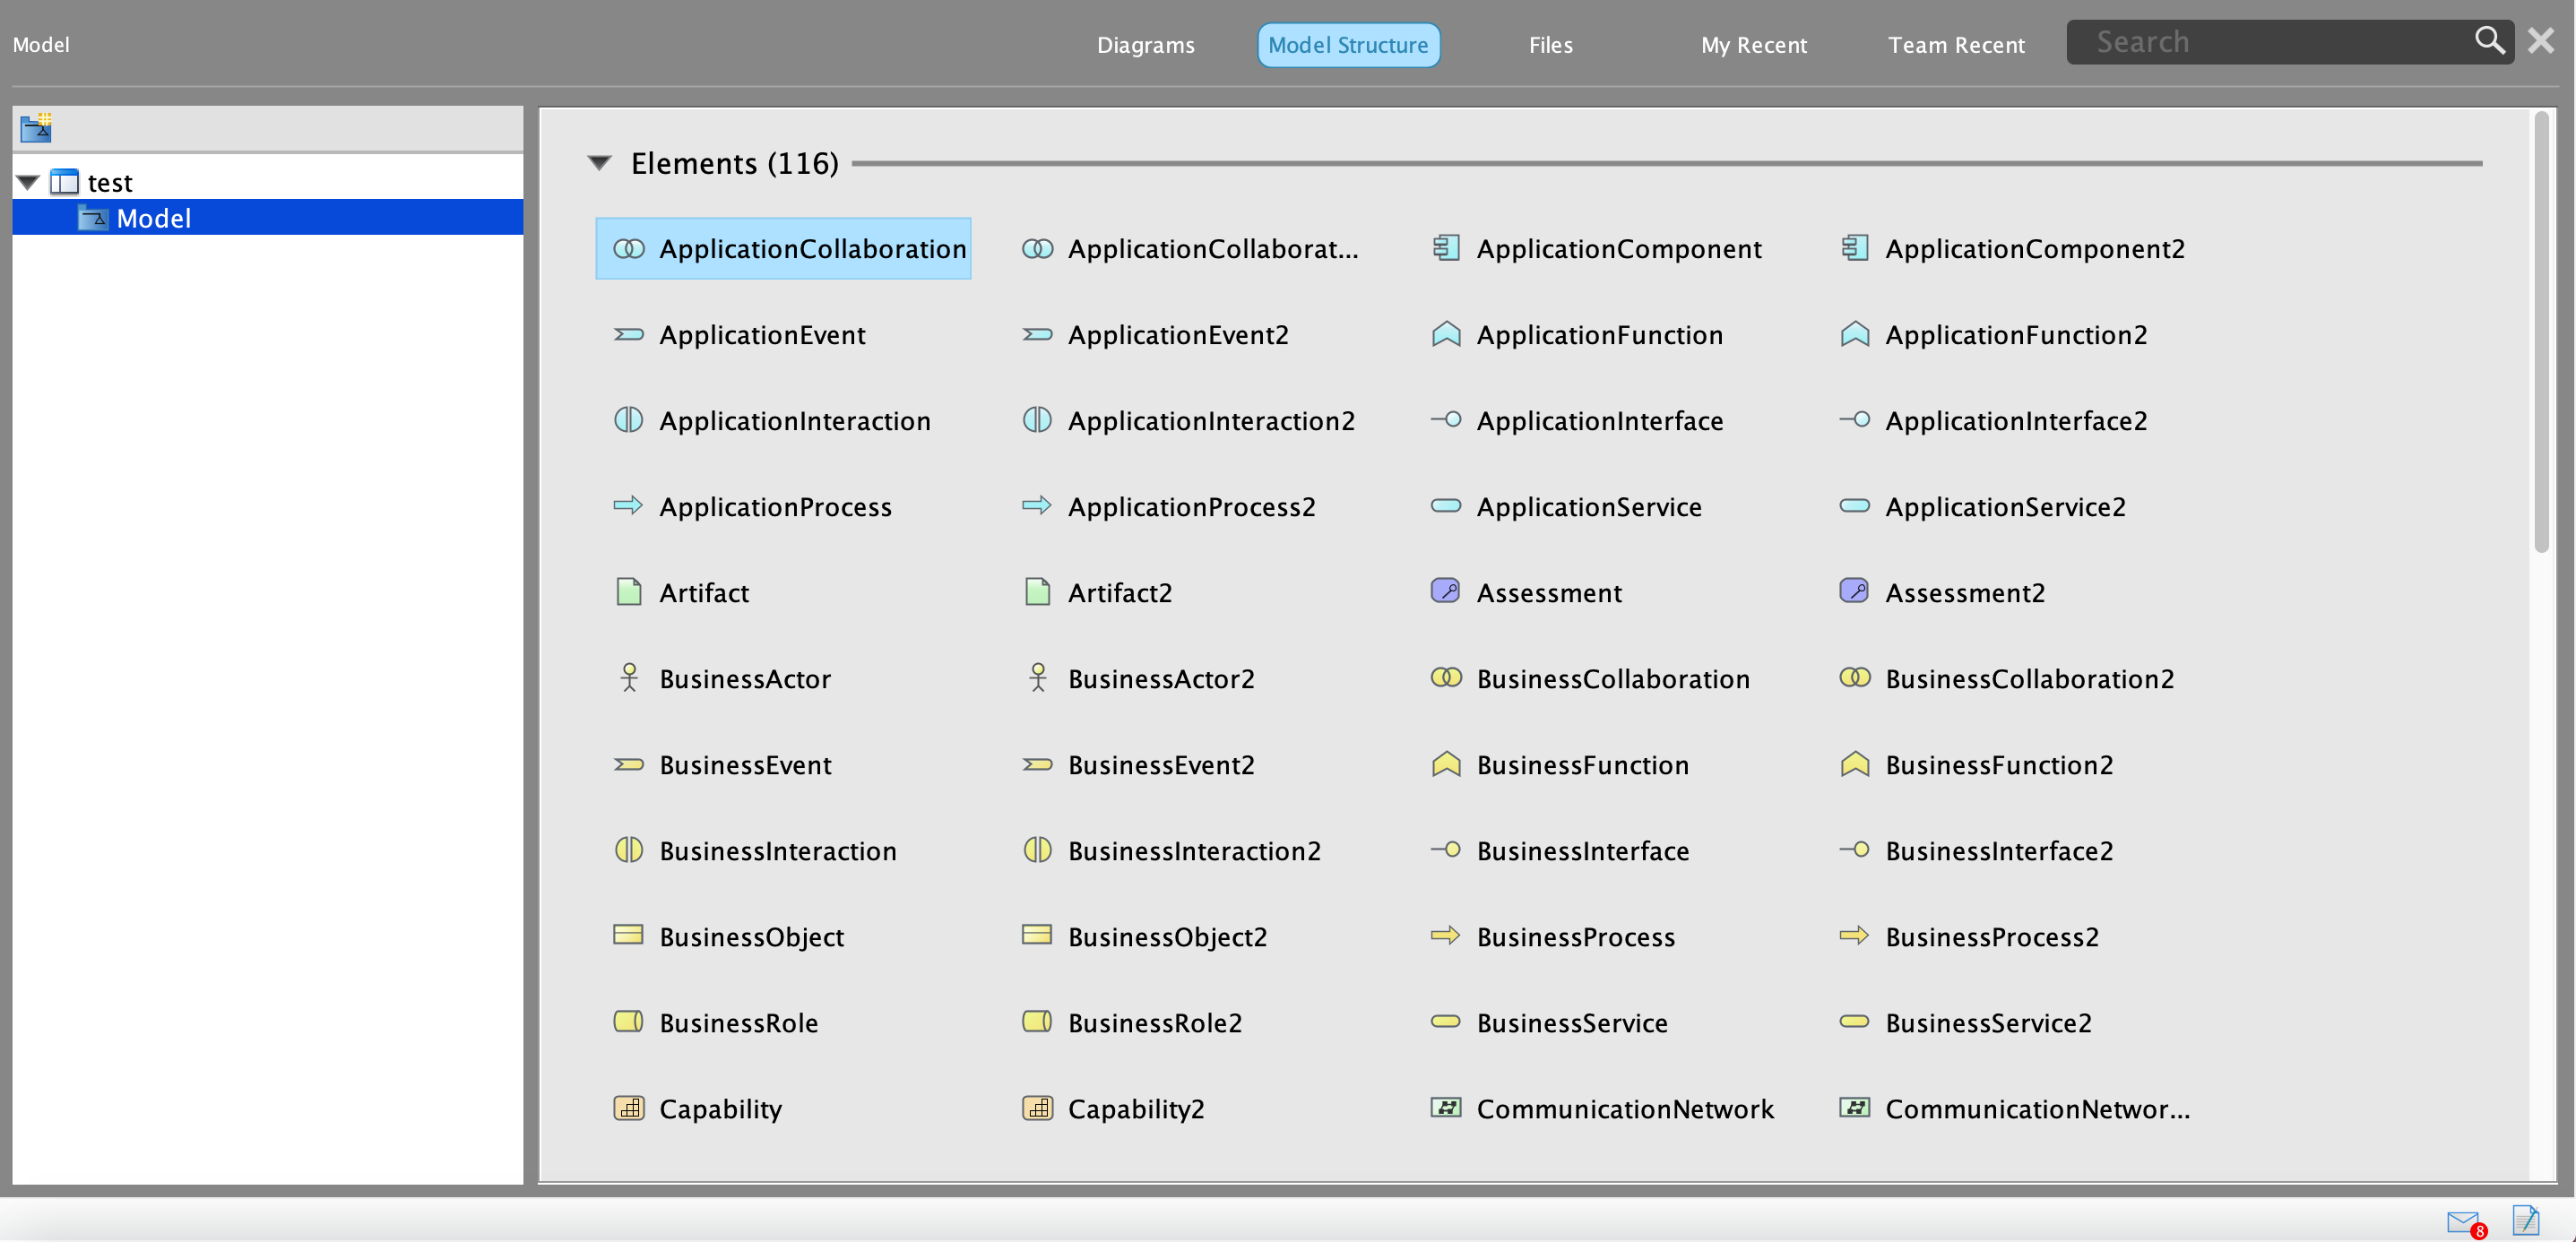 Model Diagrams Model Structure Files My Recent Team Recent Search
test
Model
Elements (116)
ApplicationCollaboration ApplicationCollaborat... ApplicationComponent ApplicationComponent2
ApplicationEvent ApplicationEvent2 ApplicationFunction ApplicationFunction2
ApplicationInteraction ApplicationInteraction2 ApplicationInterface ApplicationInterface2
ApplicationProcess ApplicationProcess2 ApplicationService ApplicationService2
Artifact Artifact2 Assessment Assessment2
BusinessActor BusinessActor2 BusinessCollaboration BusinessCollaboration2
BusinessEvent BusinessEvent2 BusinessFunction BusinessFunction2
BusinessInteraction BusinessInteraction2 BusinessInterface BusinessInterface2
BusinessObject BusinessObject2 BusinessProcess BusinessProcess2
BusinessRole BusinessRole2 BusinessService BusinessService2
Capability Capability2 CommunicationNetwork CommunicationNetwor...
8